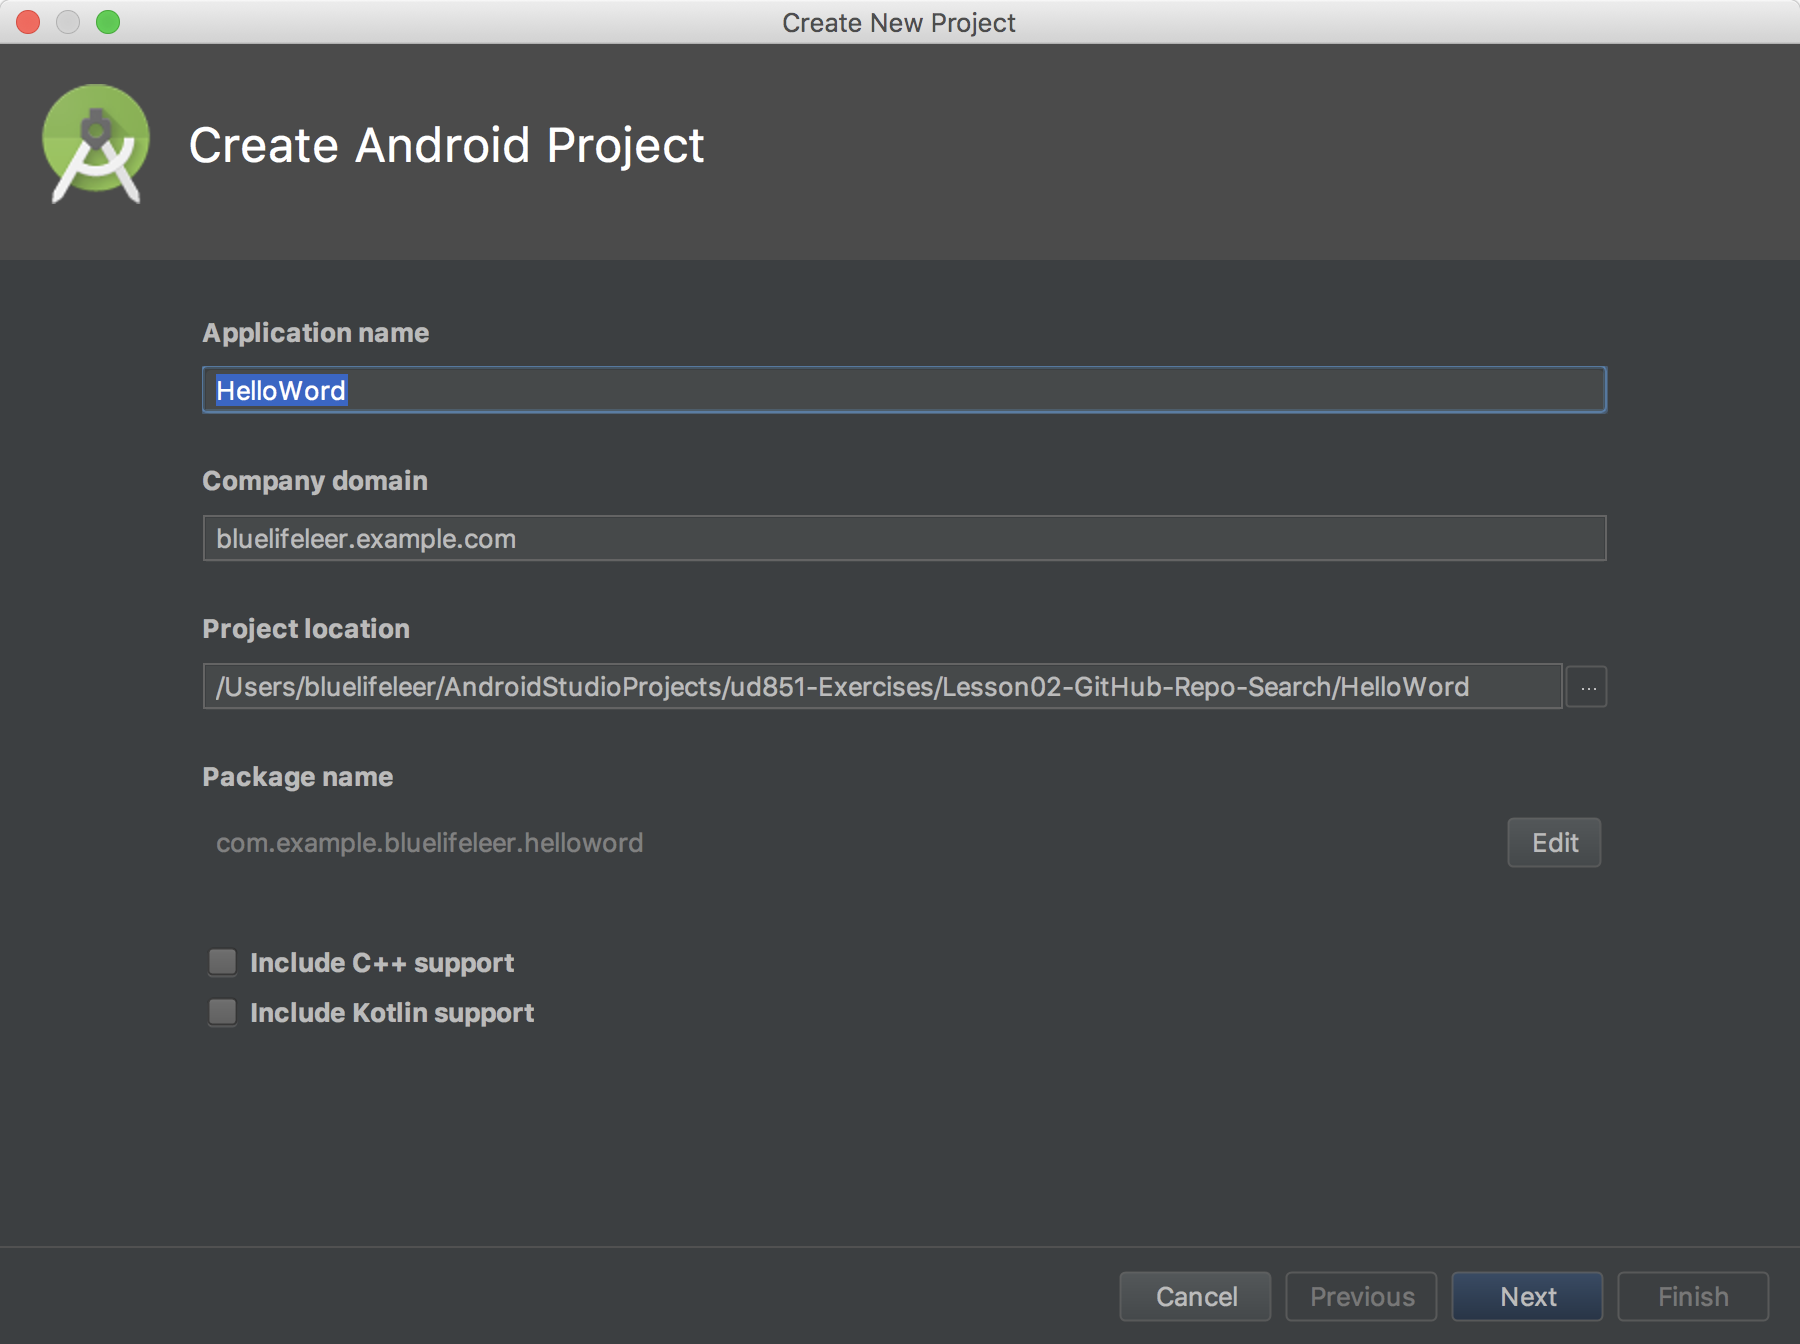 Create New Project
Create Android Project
Application name
HelloWord
Company domain
bluelifeleer.example.com
Project location
/Users/bluelifeleer/AndroidStudioProjects/ud851-Exercises/Lesson02-GitHub-Repo-Search/HelloWord
...
Package name
com.example.bluelifeleer.helloword
Edit
Include C++ support
Include Kotlin support
Cancel Previous Next Finish